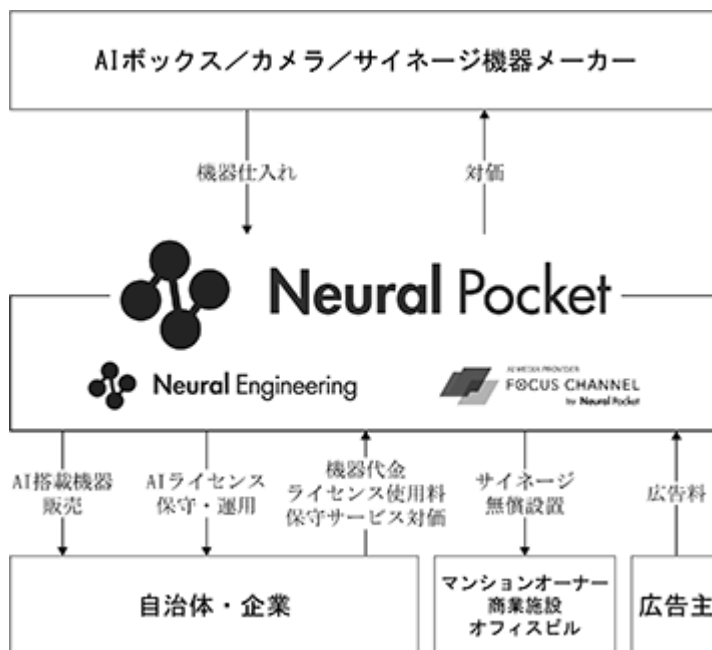 AIボックス／カメラ／サイネージ機器メーカー
機器仕入れ
対価
Neural Pocket
Neural Engineering
AI MEDIA PROVIDER
FOCUS CHANNEL
by Neural Pocket
AI搭載機器
販売
AIライセンス
保守・運用
機器代金
ライセンス使用料
保守サービス対価
サイネージ
無償設置
広告料
自治体・企業
マンションオーナー
商業施設
オフィスビル
広告主